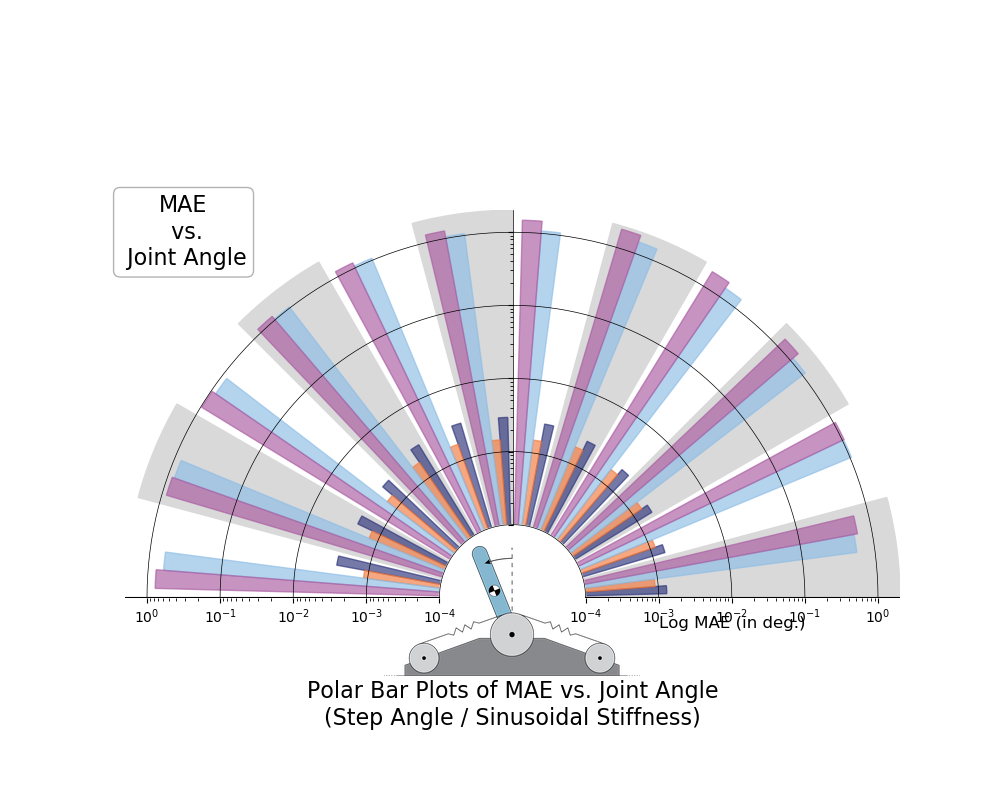 MAE
vs.
Joint Angle
10⁰ 10⁻¹ 10⁻² 10⁻³ 10⁻⁴ 10⁻⁴ 10⁻³ 10⁻² 10⁻¹ 10⁰
Log MAE (in deg.)
Polar Bar Plots of MAE vs. Joint Angle
(Step Angle / Sinusoidal Stiffness)